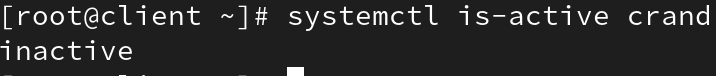 [root@client ~]# systemctl is-active crand
inactive